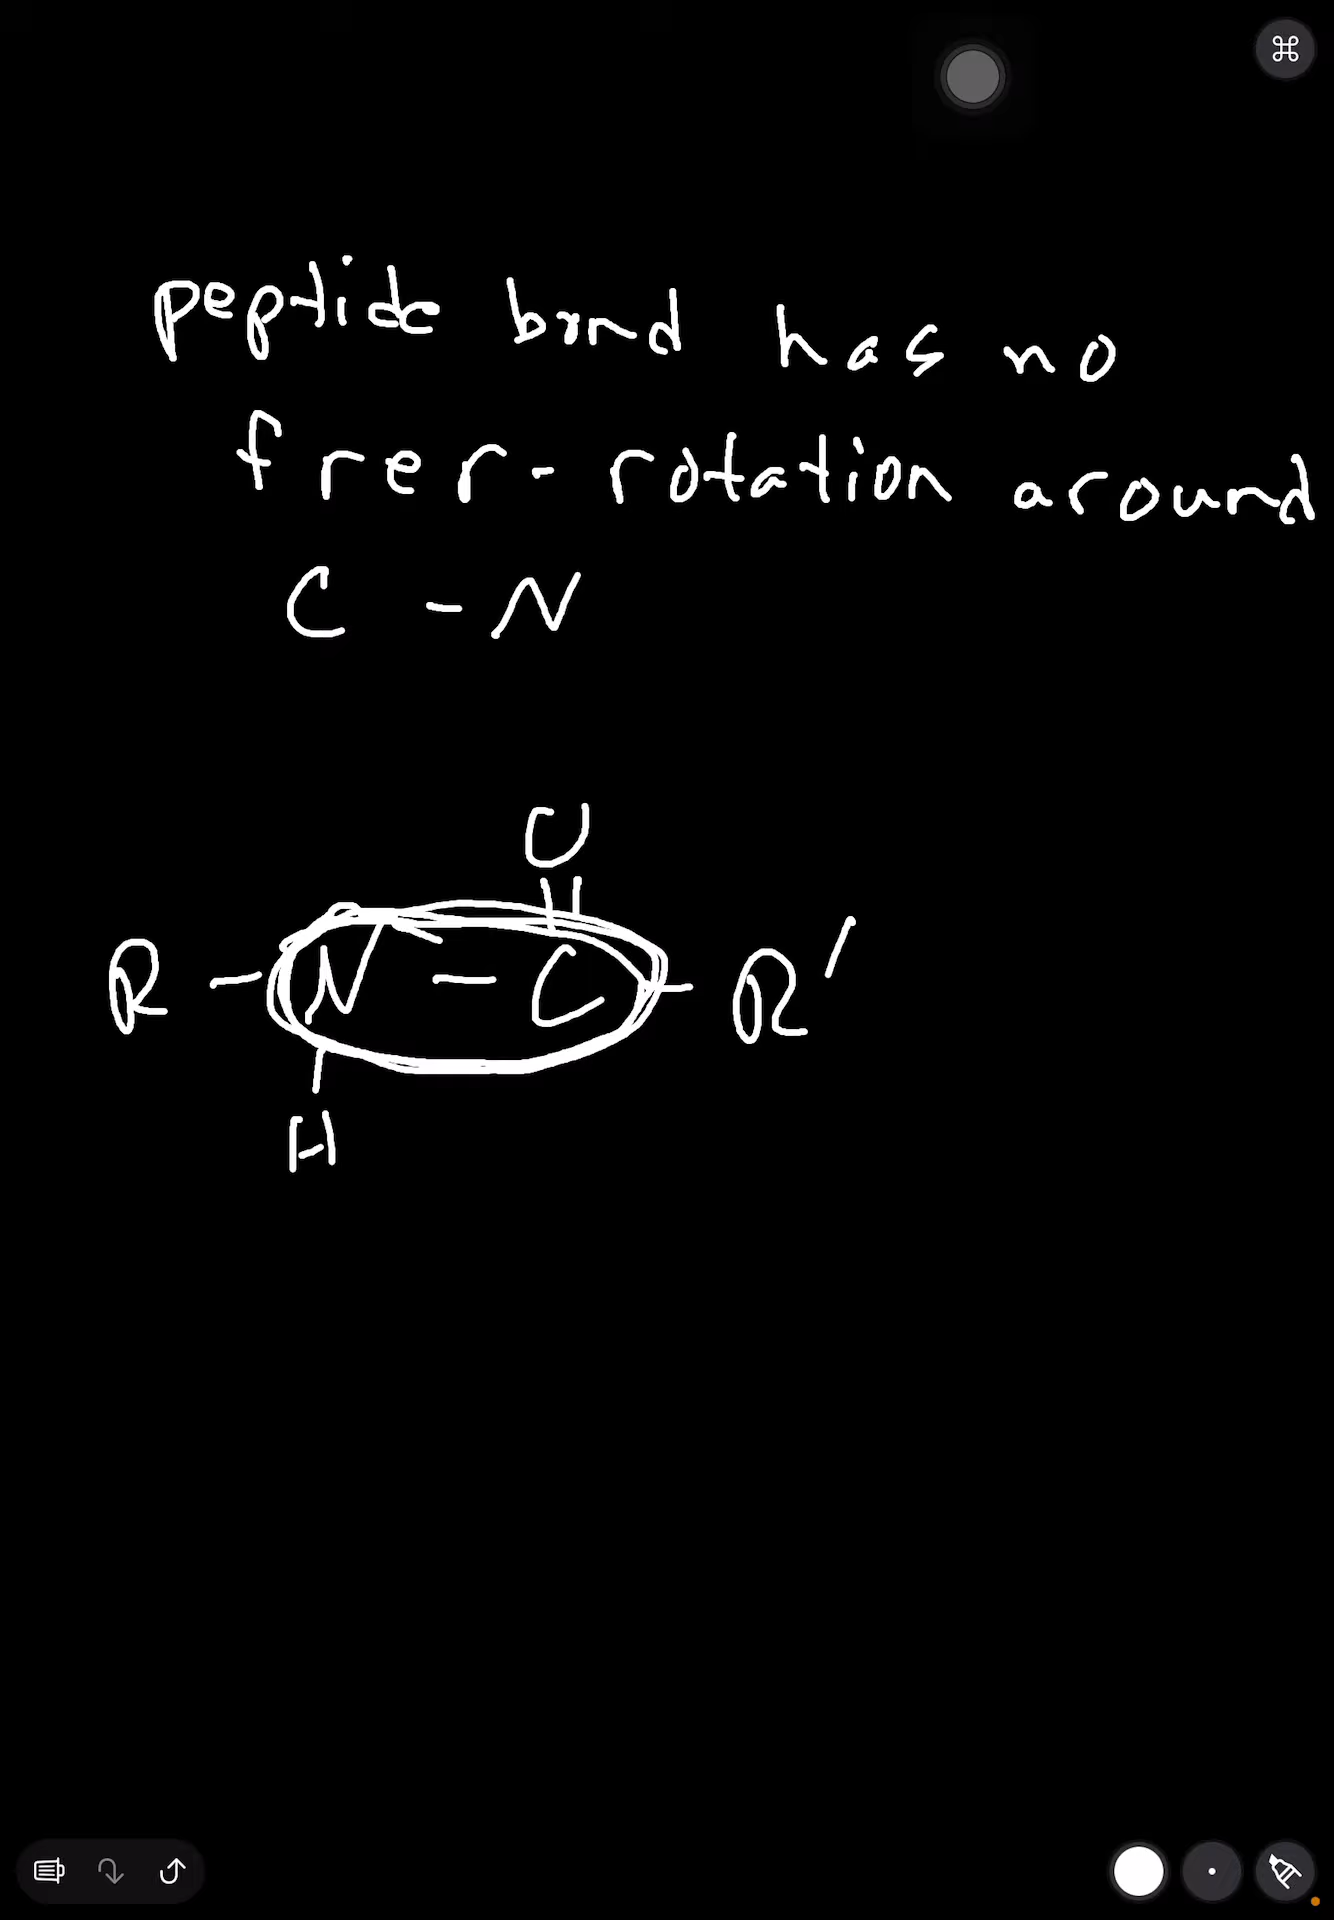 peptide bond has no
frer-rotation around
C - N
O
R - N - C - R'
H